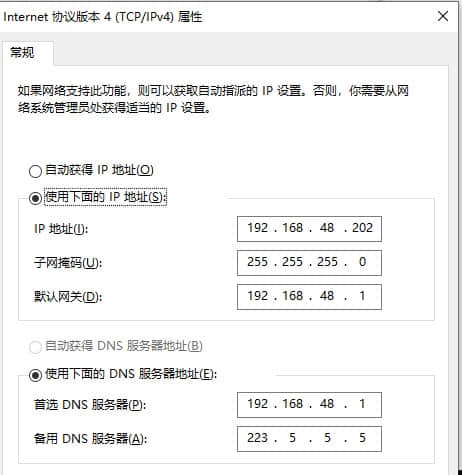 Internet 协议版本 4 (TCP/IPv4) 属性
常规
如果网络支持此功能，则可以获取自动指派的 IP 设置。否则，你需要从网
络系统管理员处获得适当的 IP 设置。
自动获得 IP 地址(O)
使用下面的 IP 地址(S):
IP 地址(I): 192 . 168 . 48 . 202
子网掩码(U): 255 . 255 . 255 . 0
默认网关(D): 192 . 168 . 48 . 1
自动获得 DNS 服务器地址(B)
使用下面的 DNS 服务器地址(E):
首选 DNS 服务器(P): 192 . 168 . 48 . 1
备用 DNS 服务器(A): 223 . 5 . 5 . 5